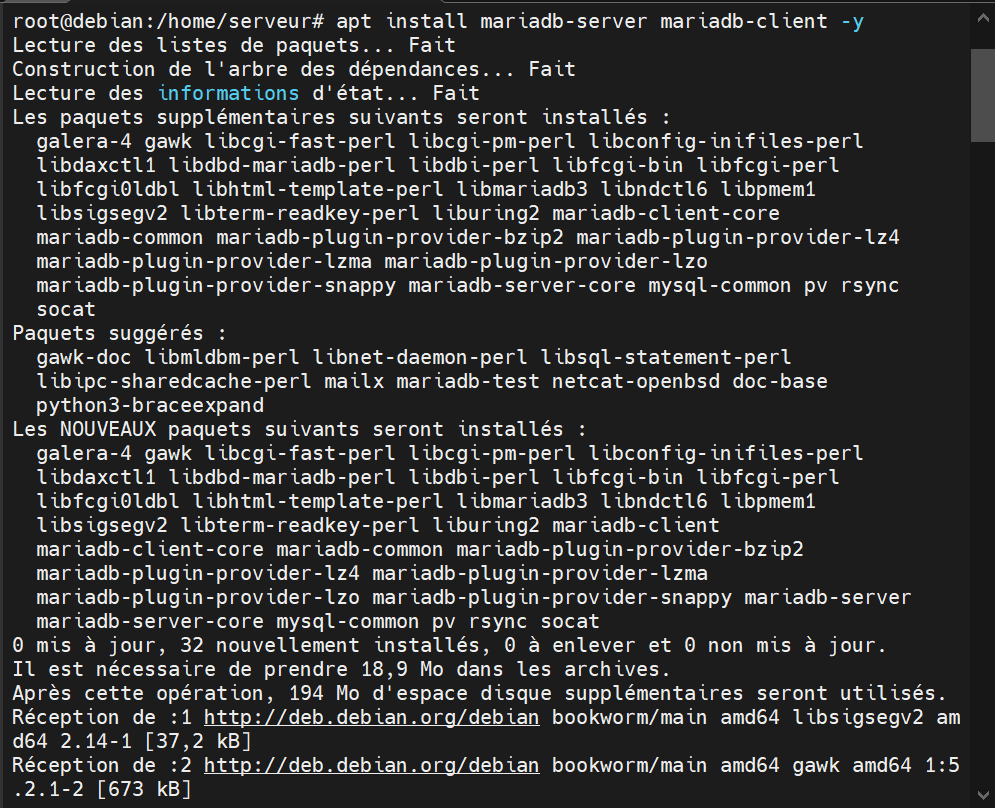 root@debian:/home/serveur# apt install mariadb-server mariadb-client -y
Lecture des listes de paquets... Fait
Construction de l'arbre des dépendances... Fait
Lecture des informations d'état... Fait
Les paquets supplémentaires suivants seront installés :
  galera-4 gawk libcgi-fast-perl libcgi-pm-perl libconfig-inifiles-perl
  libdaxctl1 libdbd-mariadb-perl libdbi-perl libfcgi-bin libfcgi-perl
  libfcgi0ldbl libhtml-template-perl libmariadb3 libndctl6 libpmem1
  libsigsegv2 libterm-readkey-perl liburing2 mariadb-client-core
  mariadb-common mariadb-plugin-provider-bzip2 mariadb-plugin-provider-lz4
  mariadb-plugin-provider-lzma mariadb-plugin-provider-lzo
  mariadb-plugin-provider-snappy mariadb-server-core mysql-common pv rsync
  socat
Paquets suggérés :
  gawk-doc libmldbm-perl libnet-daemon-perl libsql-statement-perl
  libipc-sharedcache-perl mailx mariadb-test netcat-openbsd doc-base
  python3-braceexpand
Les NOUVEAUX paquets suivants seront installés :
  galera-4 gawk libcgi-fast-perl libcgi-pm-perl libconfig-inifiles-perl
  libdaxctl1 libdbd-mariadb-perl libdbi-perl libfcgi-bin libfcgi-perl
  libfcgi0ldbl libhtml-template-perl libmariadb3 libndctl6 libpmem1
  libsigsegv2 libterm-readkey-perl liburing2 mariadb-client
  mariadb-client-core mariadb-common mariadb-plugin-provider-bzip2
  mariadb-plugin-provider-lz4 mariadb-plugin-provider-lzma
  mariadb-plugin-provider-lzo mariadb-plugin-provider-snappy mariadb-server
  mariadb-server-core mysql-common pv rsync socat
0 mis à jour, 32 nouvellement installés, 0 à enlever et 0 non mis à jour.
Il est nécessaire de prendre 18,9 Mo dans les archives.
Après cette opération, 194 Mo d'espace disque supplémentaires seront utilisés.
Réception de :1 http://deb.debian.org/debian bookworm/main amd64 libsigsegv2 am
d64 2.14-1 [37,2 kB]
Réception de :2 http://deb.debian.org/debian bookworm/main amd64 gawk amd64 1:5
.2.1-2 [673 kB]